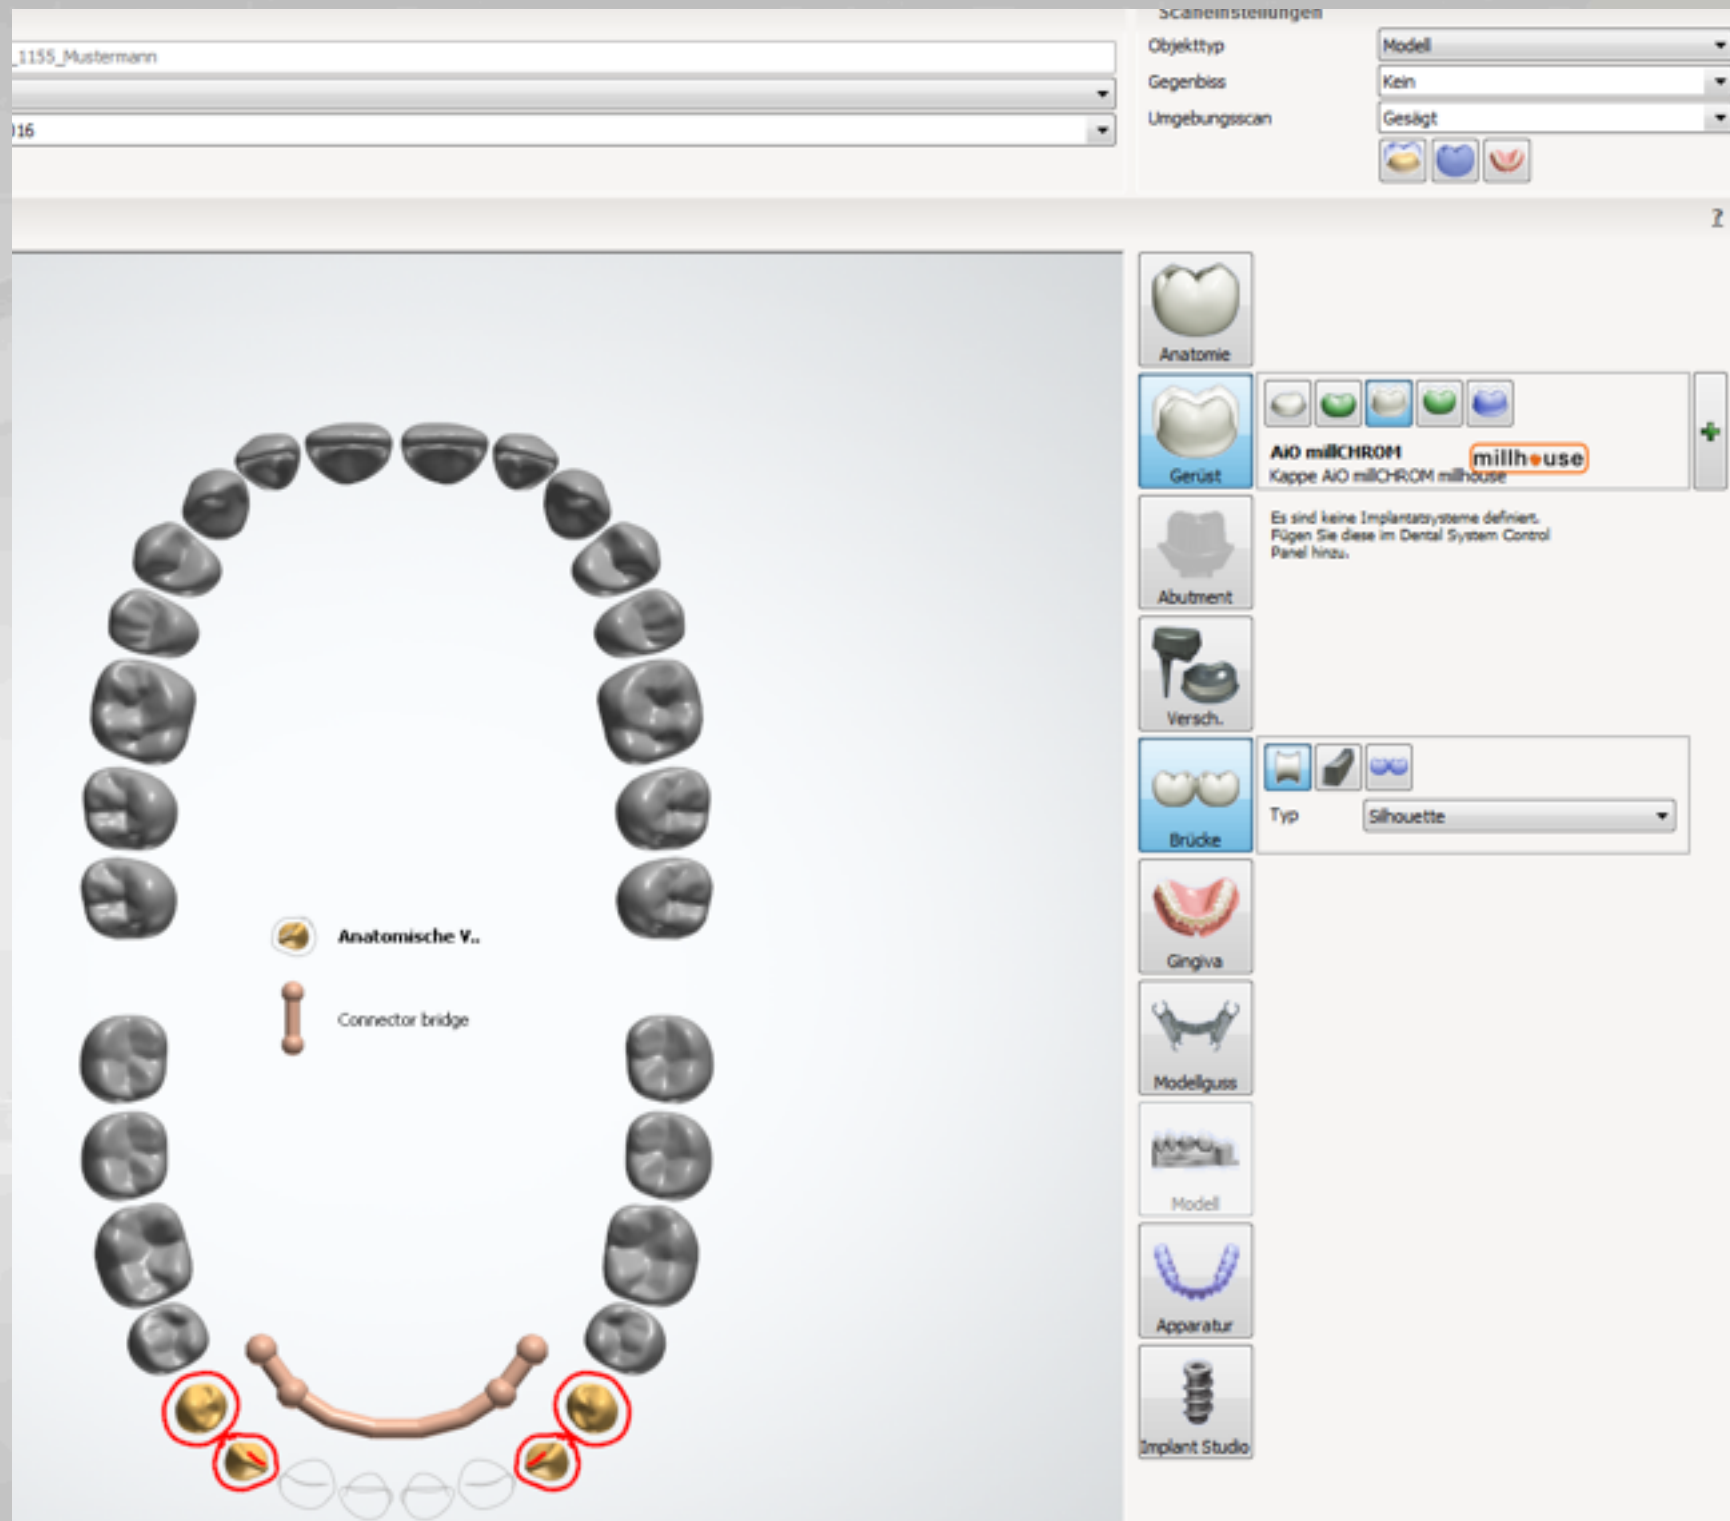 Scaneinstellungen
_1155_Mustermann
Objekttyp
Modell
Gegenbiss
Kein
016
Umgebungsscan
Gesägt
?
Anatomie
Gerüst
AiO millCHROM
millhouse
Kappe AiO millCHROM millhouse
Es sind keine Implantatsysteme definiert.
Fügen Sie diese im Dental System Control
Panel hinzu.
Abutment
Versch.
Brücke
Typ
Silhouette
Anatomische V..
Gingiva
Connector bridge
Modellguss
Modell
Apparatur
Implant Studio